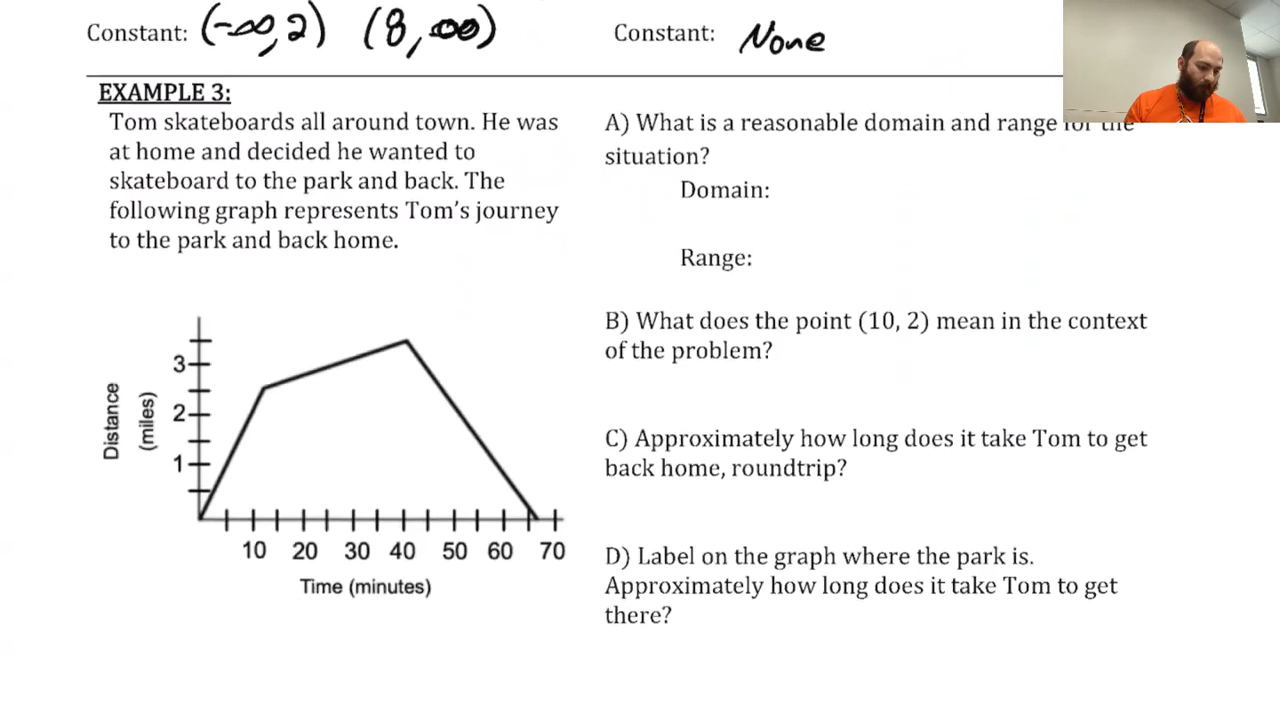 Constant: (-∞,2) (8,∞)
Constant: None
EXAMPLE 3:
Tom skateboards all around town. He was
at home and decided he wanted to
skateboard to the park and back. The
following graph represents Tom's journey
to the park and back home.
A) What is a reasonable domain and range for the
situation?
Domain:
Range:
B) What does the point (10, 2) mean in the context
of the problem?
C) Approximately how long does it take Tom to get
back home, roundtrip?
D) Label on the graph where the park is.
Approximately how long does it take Tom to get
there?
Distance
(miles)
3
2
1
10 20 30 40 50 60 70
Time (minutes)